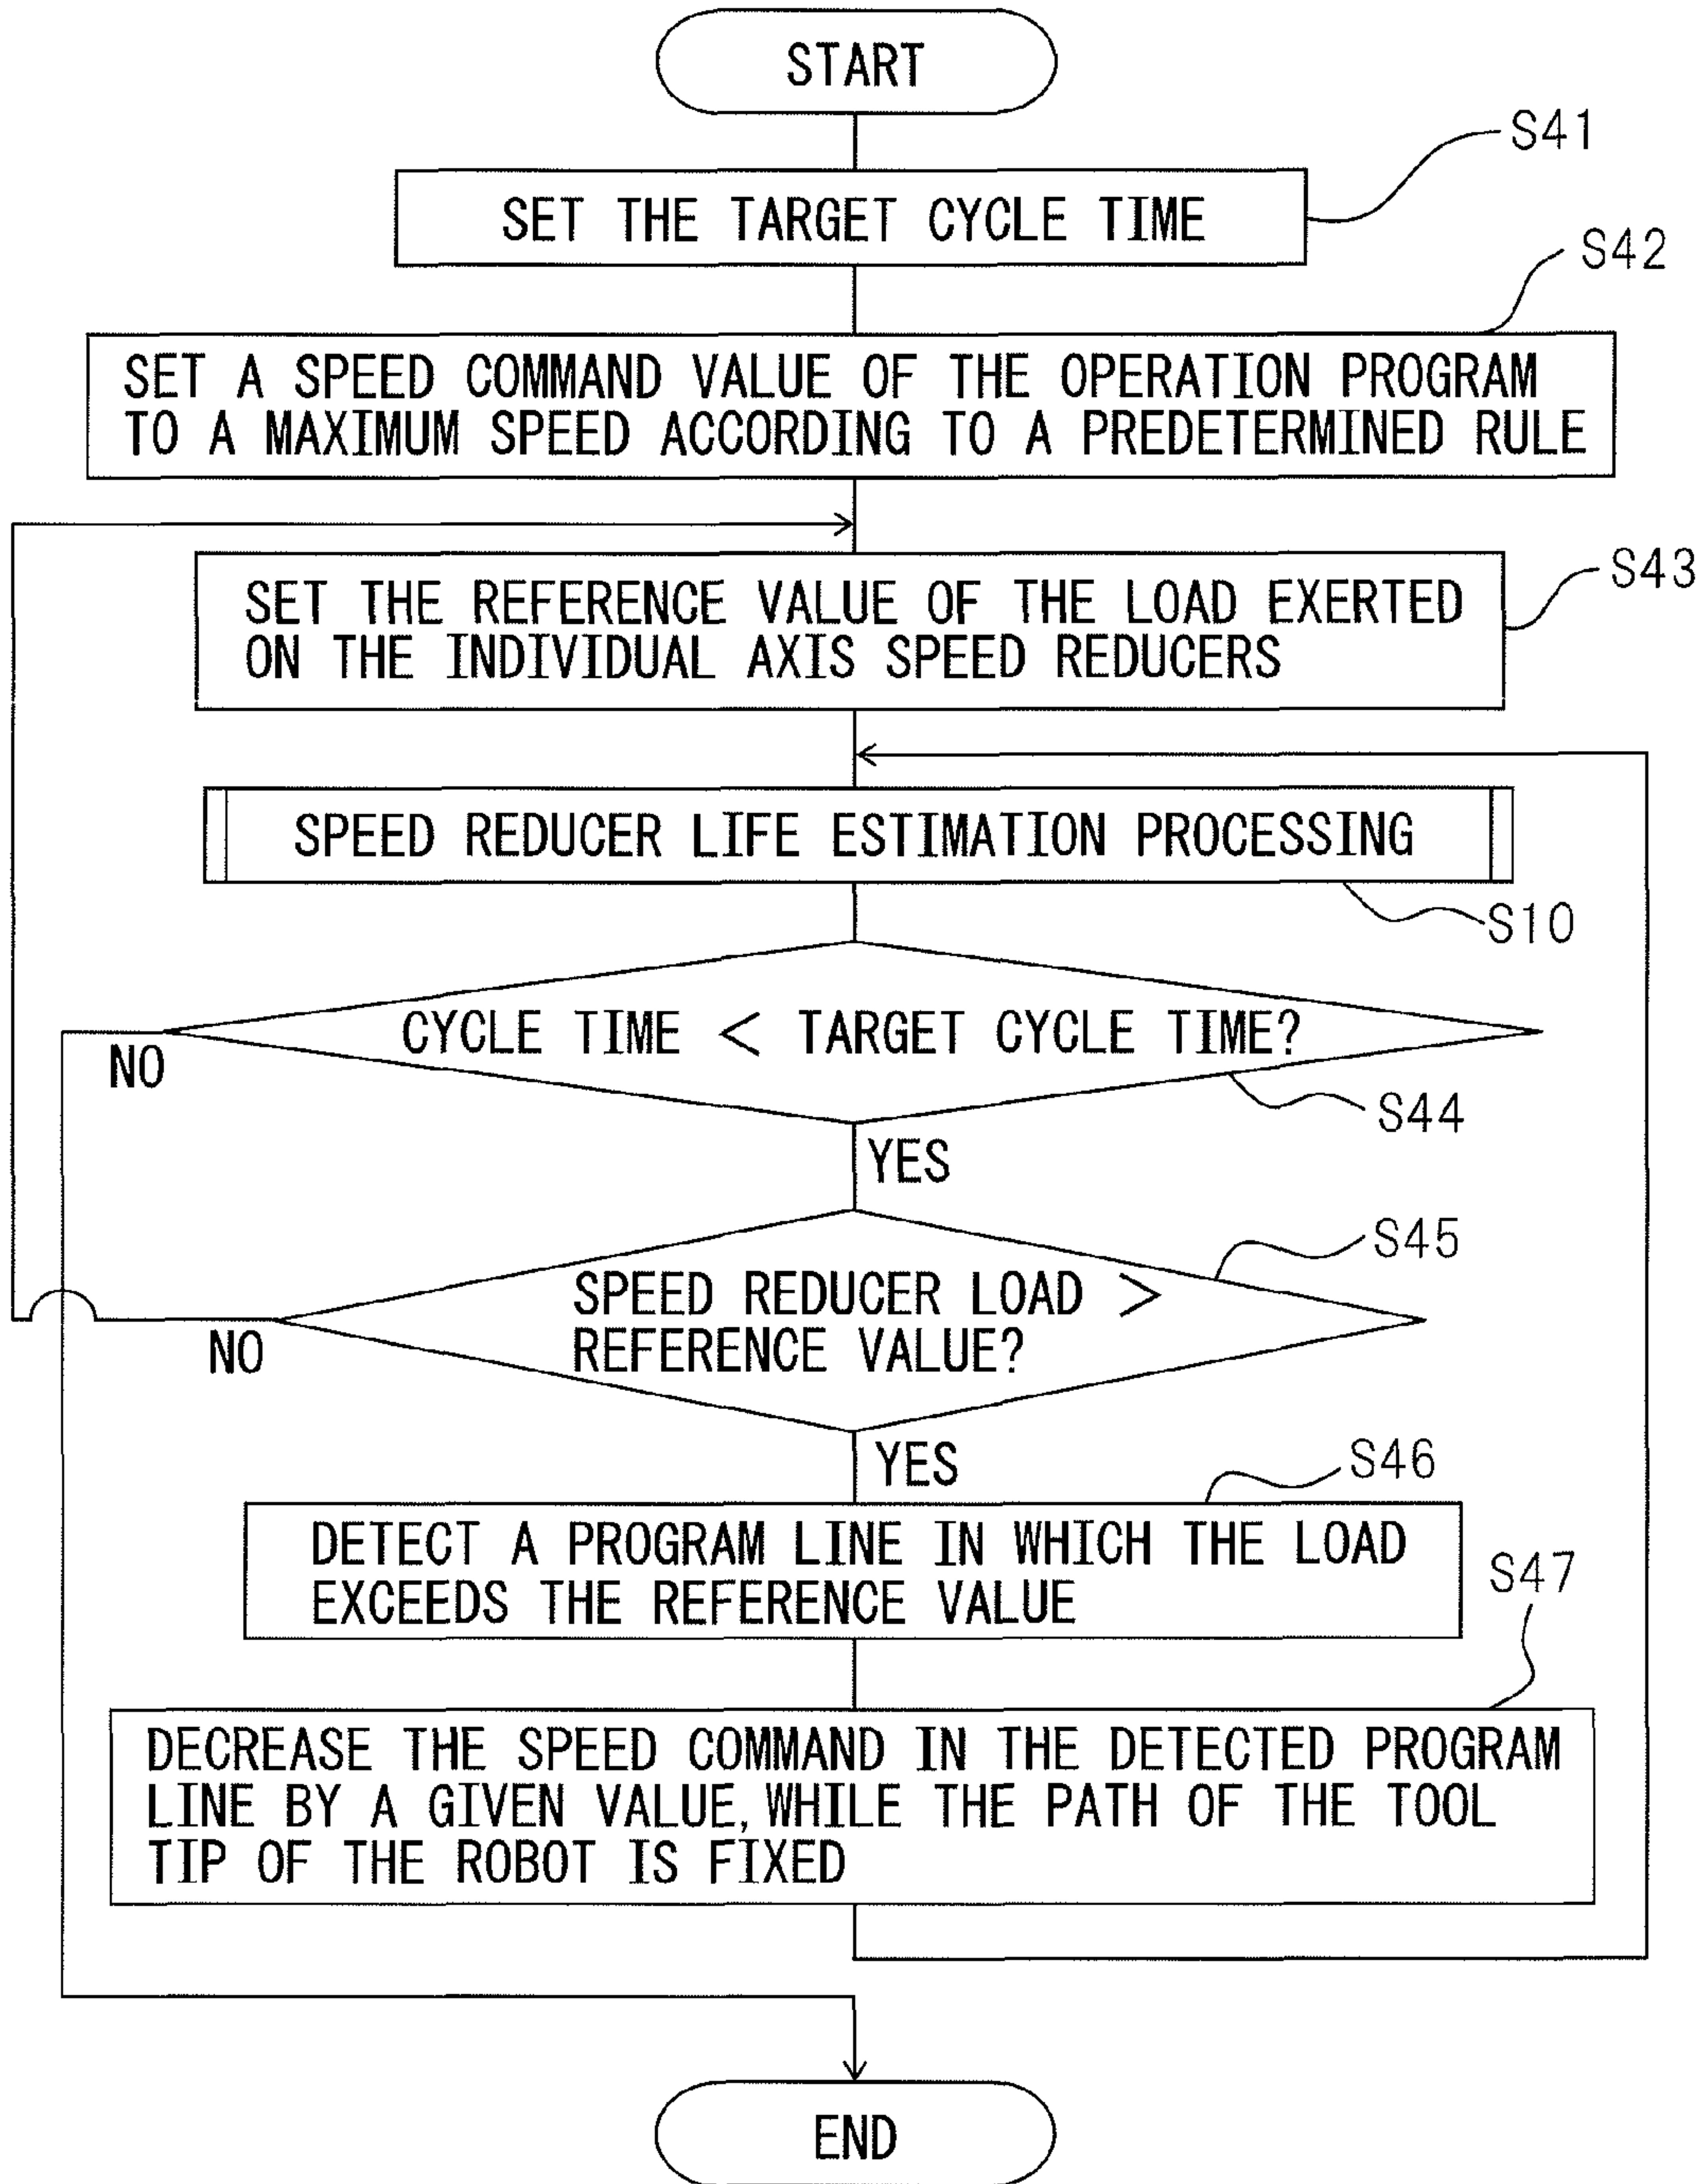 START
S41
SET THE TARGET CYCLE TIME
S42
SET A SPEED COMMAND VALUE OF THE OPERATION PROGRAM
TO A MAXIMUM SPEED ACCORDING TO A PREDETERMINED RULE
S43
SET THE REFERENCE VALUE OF THE LOAD EXERTED
ON THE INDIVIDUAL AXIS SPEED REDUCERS
SPEED REDUCER LIFE ESTIMATION PROCESSING
S10
CYCLE TIME < TARGET CYCLE TIME?
NO
S44
YES
S45
SPEED REDUCER LOAD >
REFERENCE VALUE?
NO
YES
S46
DETECT A PROGRAM LINE IN WHICH THE LOAD
EXCEEDS THE REFERENCE VALUE
S47
DECREASE THE SPEED COMMAND IN THE DETECTED PROGRAM
LINE BY A GIVEN VALUE, WHILE THE PATH OF THE TOOL
TIP OF THE ROBOT IS FIXED
END